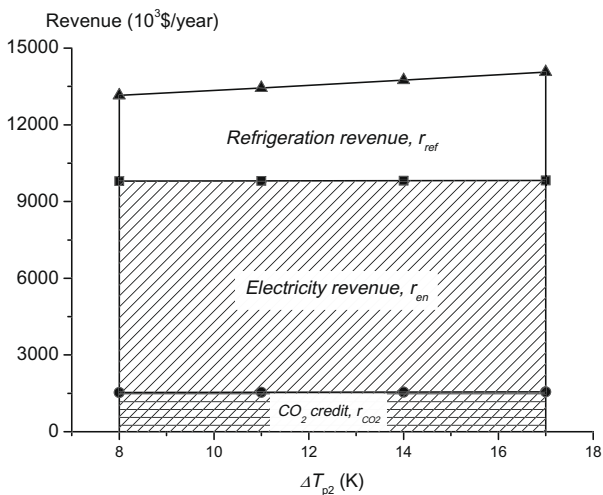 Revenue (10³$/year)
15000
12000
9000
6000
3000
0
Refrigeration revenue, r_ref
Electricity revenue, r_en
CO₂ credit, r_CO2
8 10 12 14 16 18
ΔT_p2 (K)